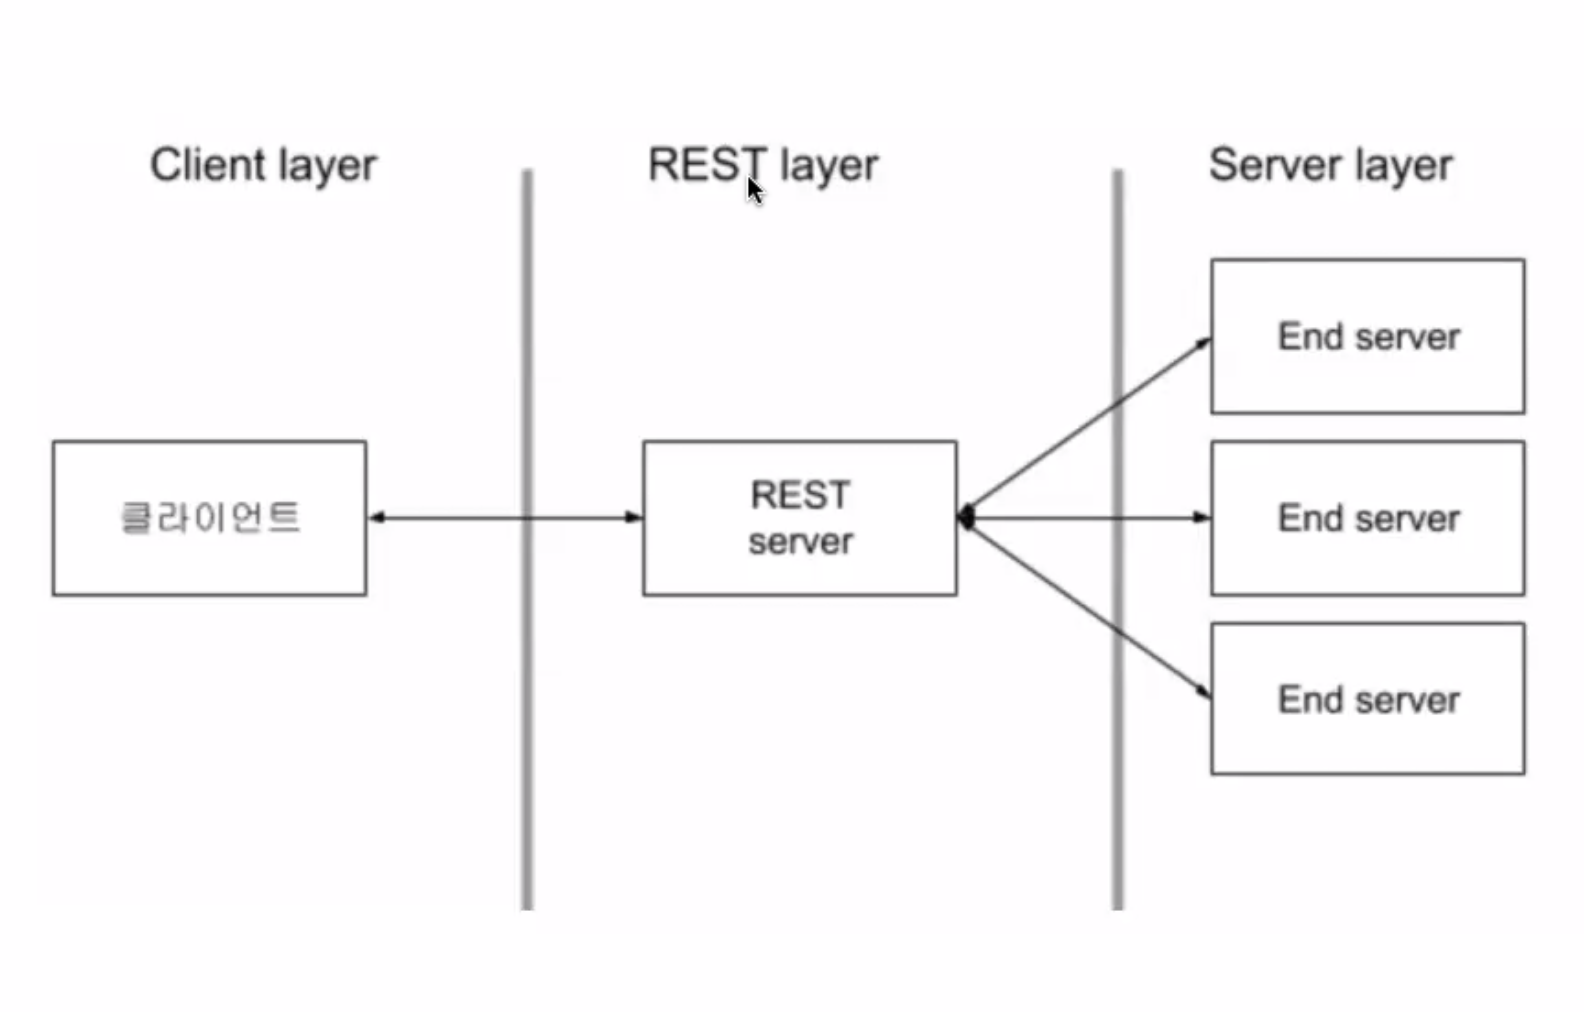 Client layer
REST layer
Server layer
End server
클라이언트
REST
server
End server
End server